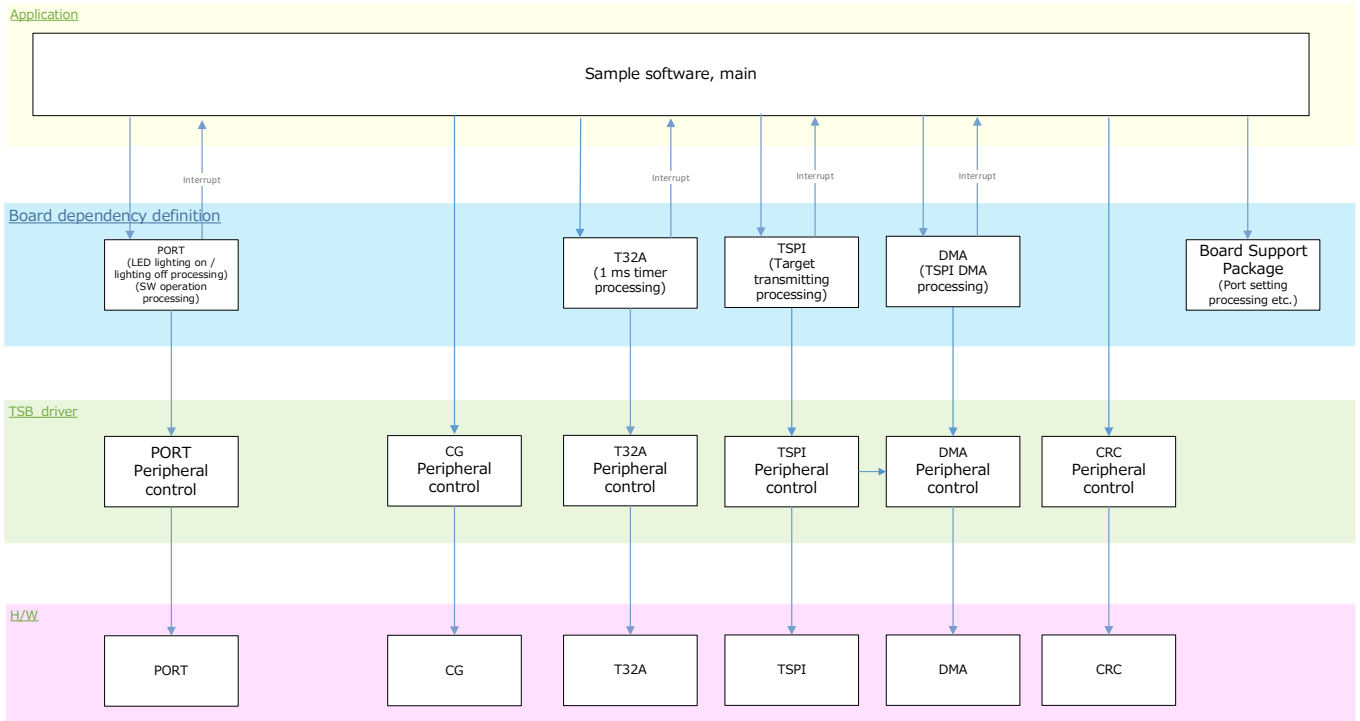 Application
Sample software, main
Interrupt
Interrupt
Interrupt
Interrupt
Board dependency definition
PORT
(LED lighting on /
lighting off processing)
(SW operation
processing)
T32A
(1 ms timer
processing)
TSPI
(Target
transmitting
processing)
DMA
(TSPI DMA
processing)
Board Support
Package
(Port setting
processing etc.)
TSB_driver
PORT
Peripheral
control
CG
Peripheral
control
T32A
Peripheral
control
TSPI
Peripheral
control
DMA
Peripheral
control
CRC
Peripheral
control
H/W
PORT
CG
T32A
TSPI
DMA
CRC